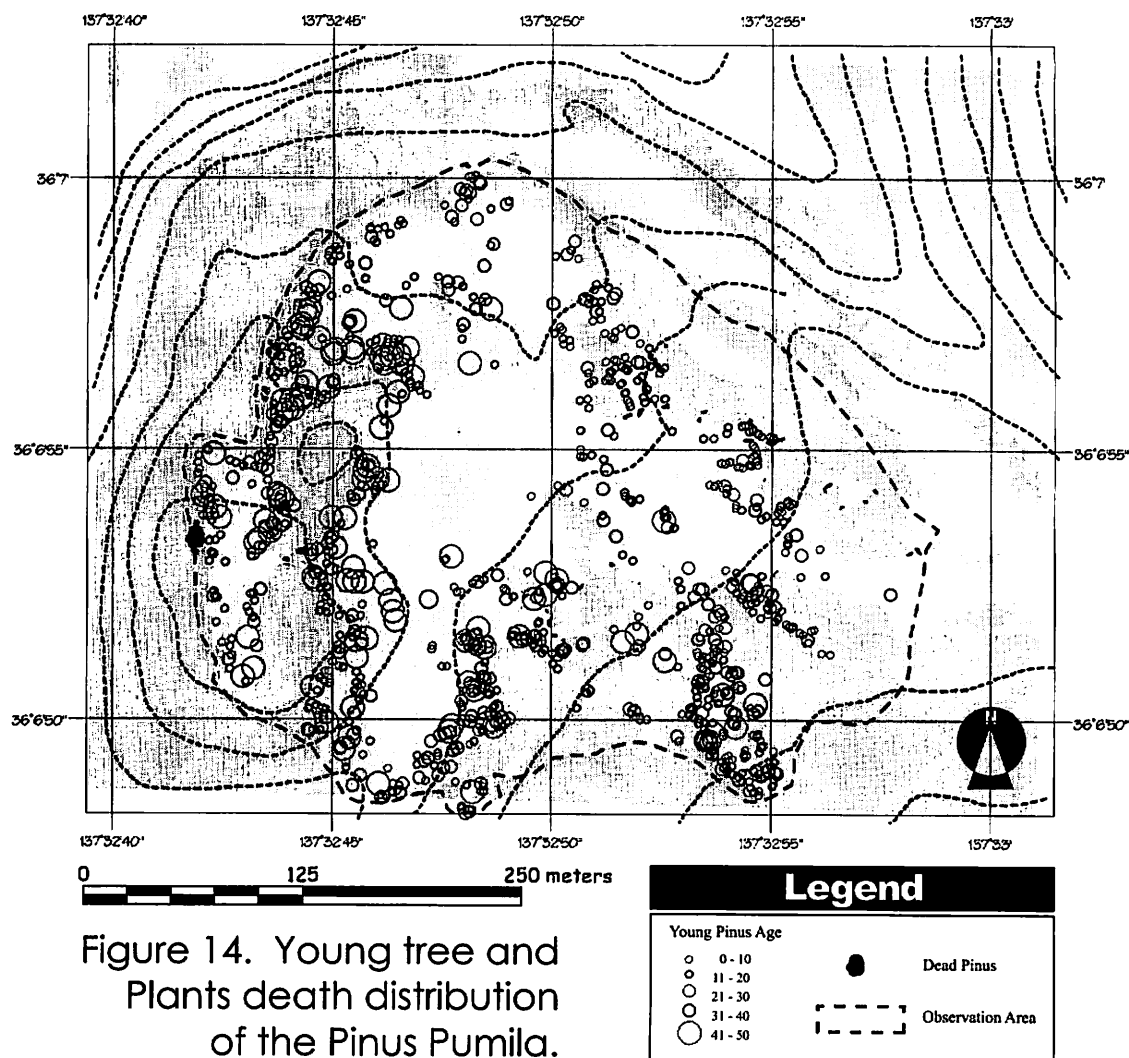 137°32'40" 137°32'45" 137°32'50" 137°32'55" 137°33'
36°7' 36°7'
36°6'55" 36°6'55"
36°6'50" 36°6'50"
N
137°32'40" 137°32'45" 137°32'50" 137°32'55" 137°33'
0 125 250 meters
Figure 14. Young tree and
Plants death distribution
of the Pinus Pumila.
Legend
Young Pinus Age
0 - 10
11 - 20
21 - 30
31 - 40
41 - 50
Dead Pinus
Observation Area